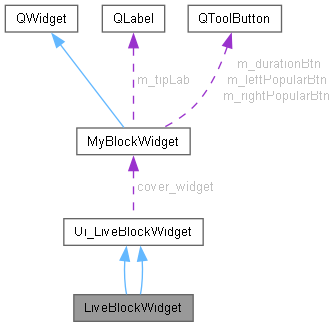 QWidget
QLabel
QToolButton
m_tipLab
m_durationBtn
m_leftPopularBtn
m_rightPopularBtn
MyBlockWidget
cover_widget
Ui_LiveBlockWidget
LiveBlockWidget